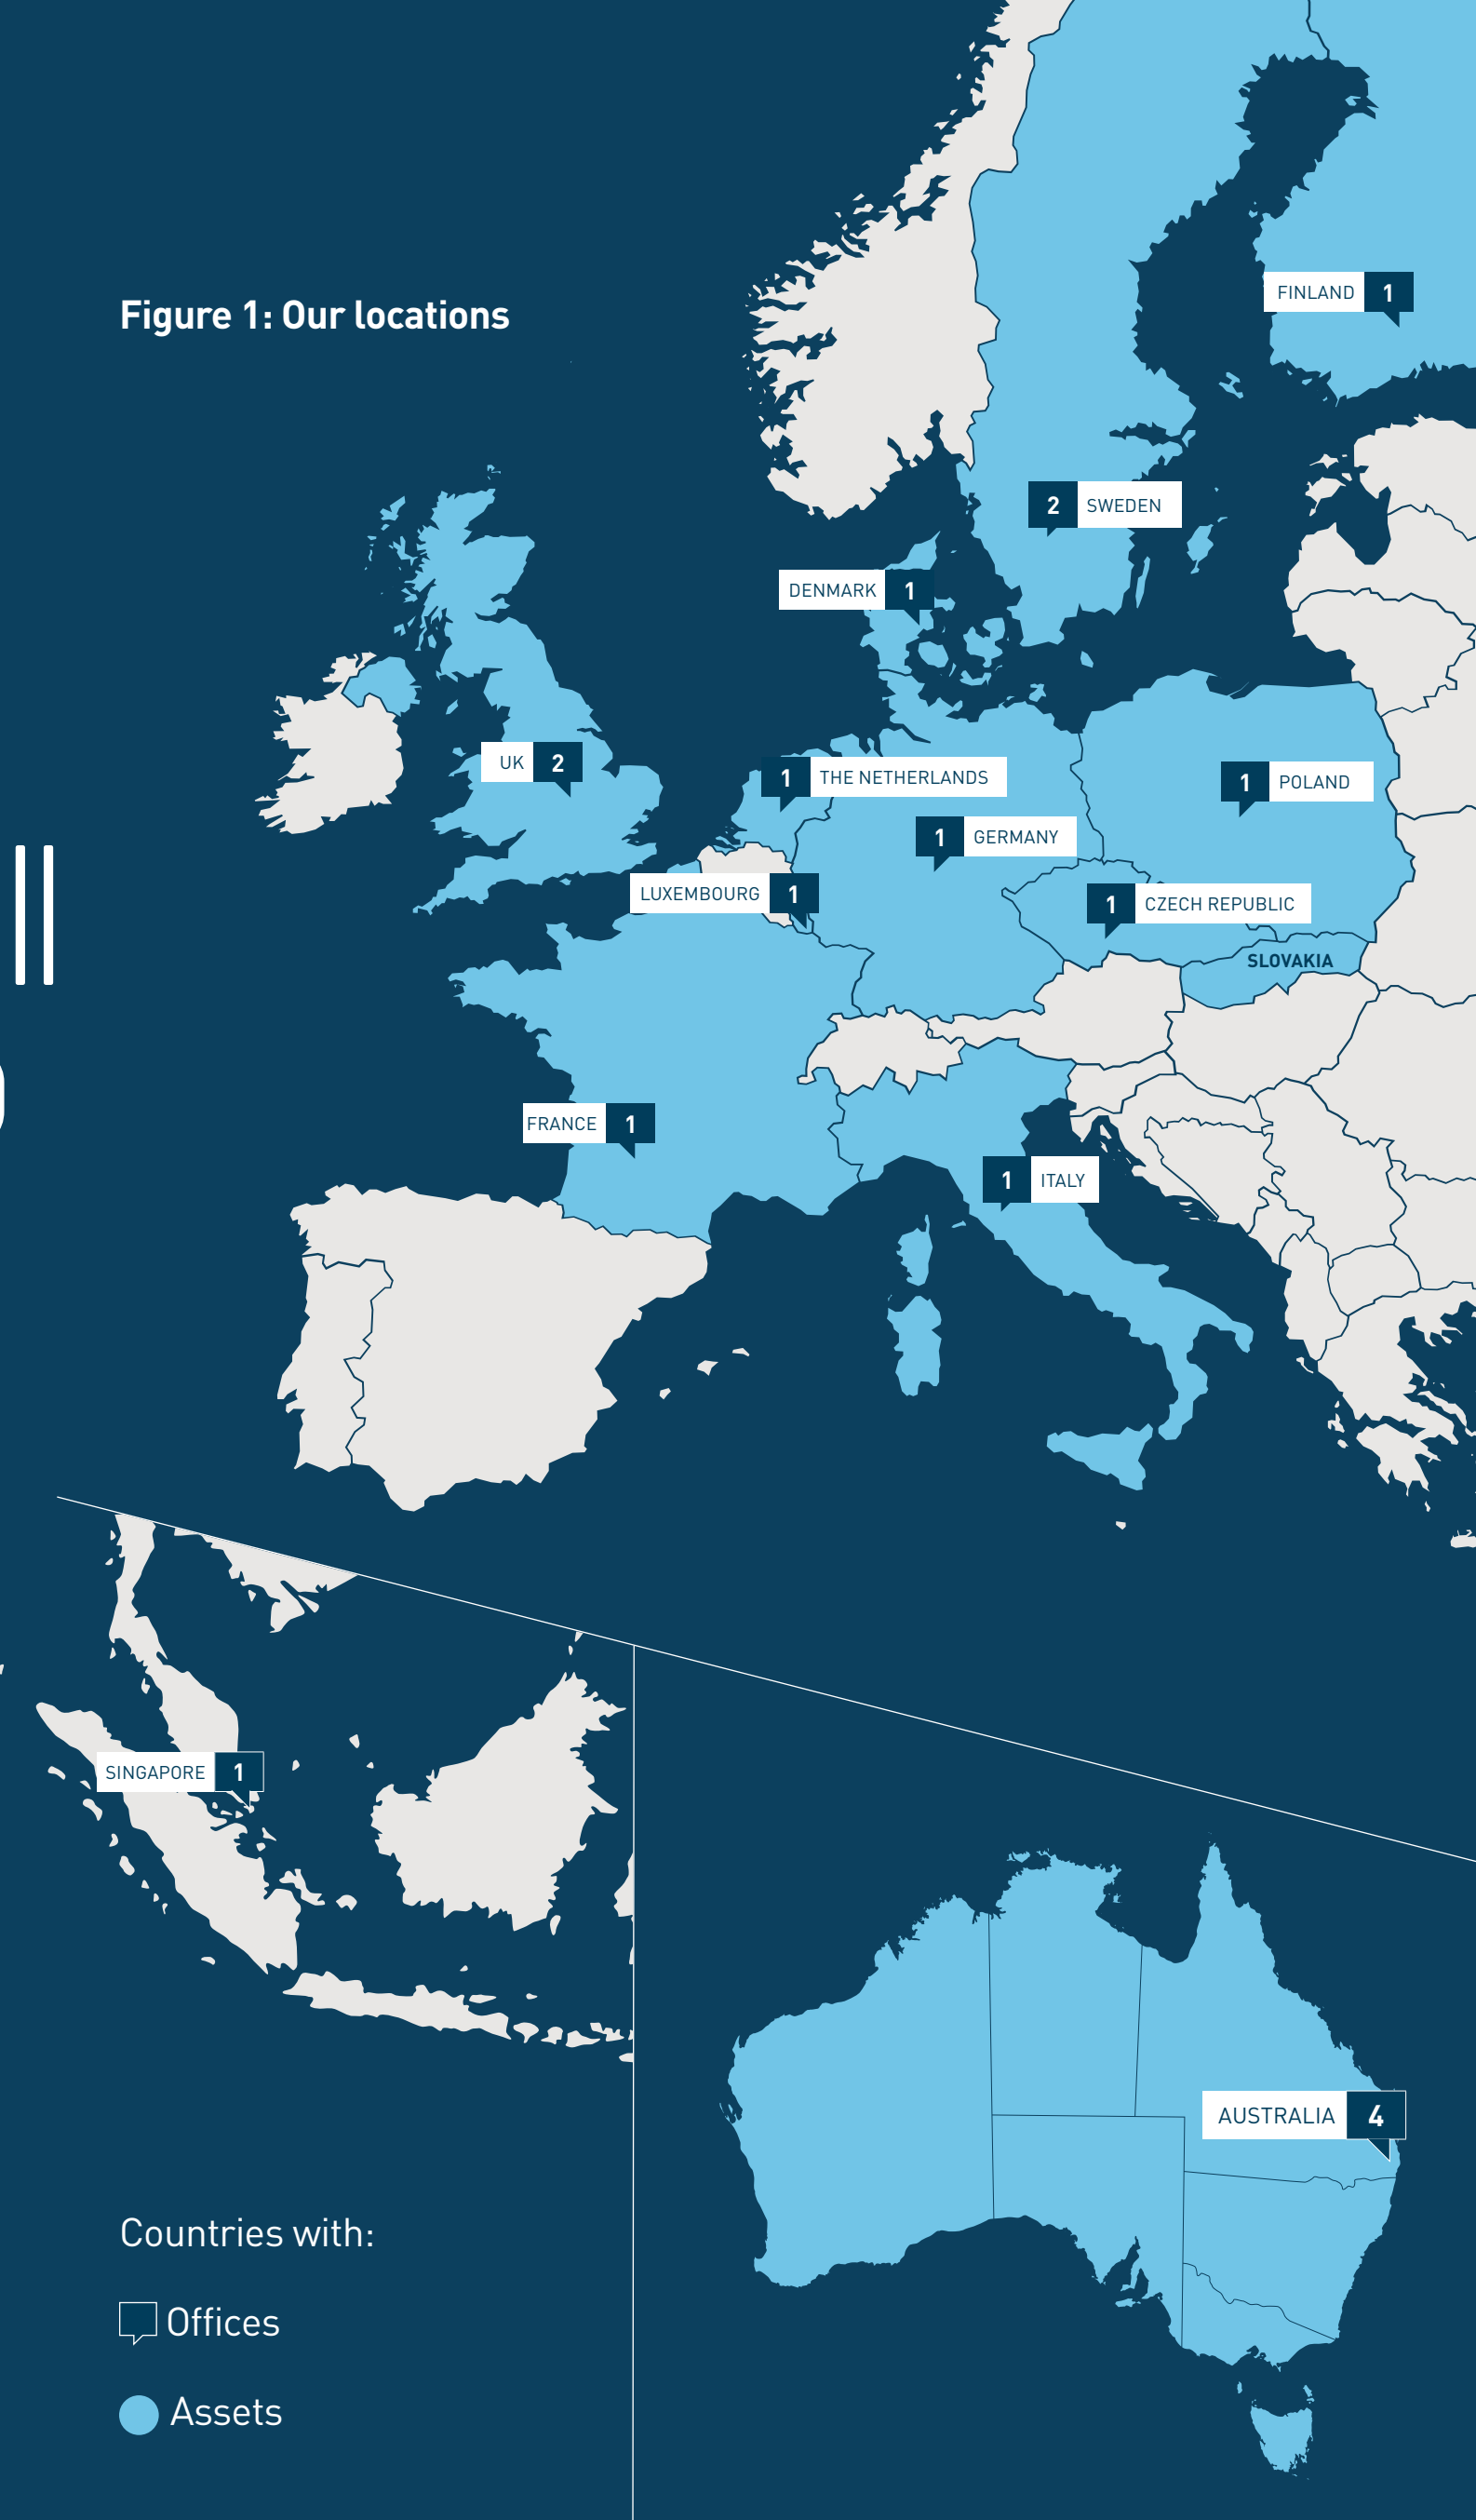 FINLAND 1
Figure 1: Our locations
2 SWEDEN
DENMARK 1
UK 2
1 THE NETHERLANDS
1 POLAND
1 GERMANY
LUXEMBOURG 1
1 CZECH REPUBLIC
SLOVAKIA
FRANCE 1
1 ITALY
SINGAPORE 1
AUSTRALIA 4
Countries with:
Offices
Assets